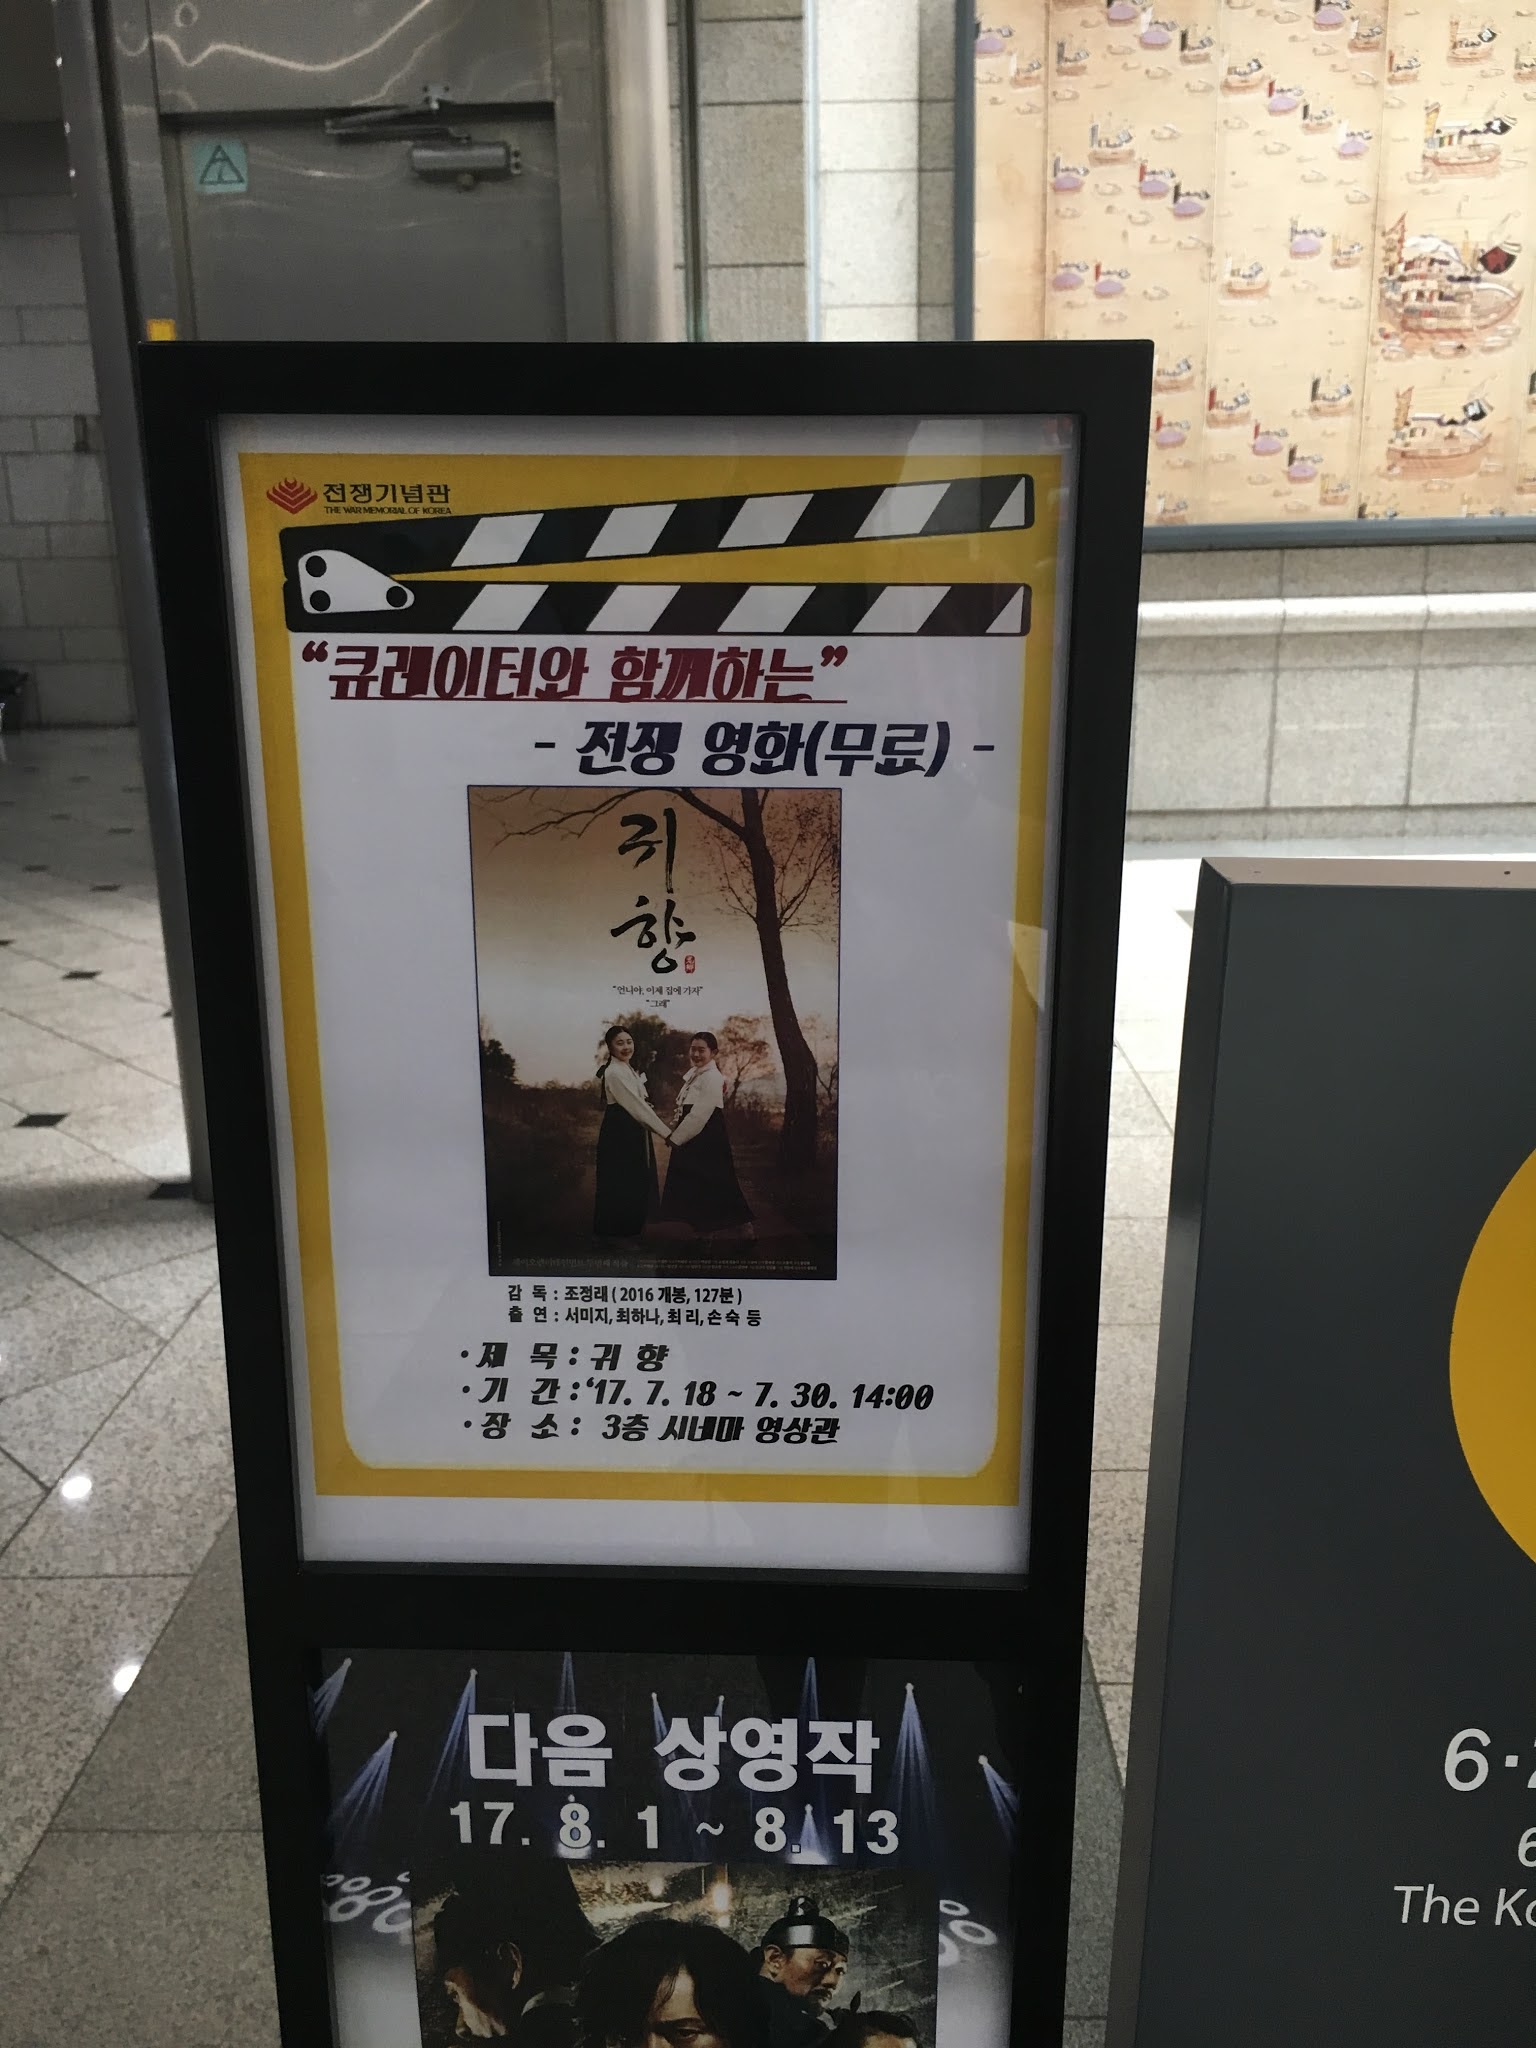 전쟁기념관
THE WAR MEMORIAL OF KOREA
“큐레이터와 함께하는”
- 전쟁 영화(무료) -
귀
향
"언니야, 이제 집에 가자"
"그래"
감 독 : 조정래 ( 2016 개봉, 127분 )
출 연 : 서미지, 최하나, 최 리, 손 숙 등
· 제 목 : 귀 향
· 기 간 : ‘17. 7. 18 ~ 7. 30. 14:00
· 장 소 : 3층 시네마 영상관
다음 상영작
17. 8. 1 ~ 8. 13
6·2
6
The Ko